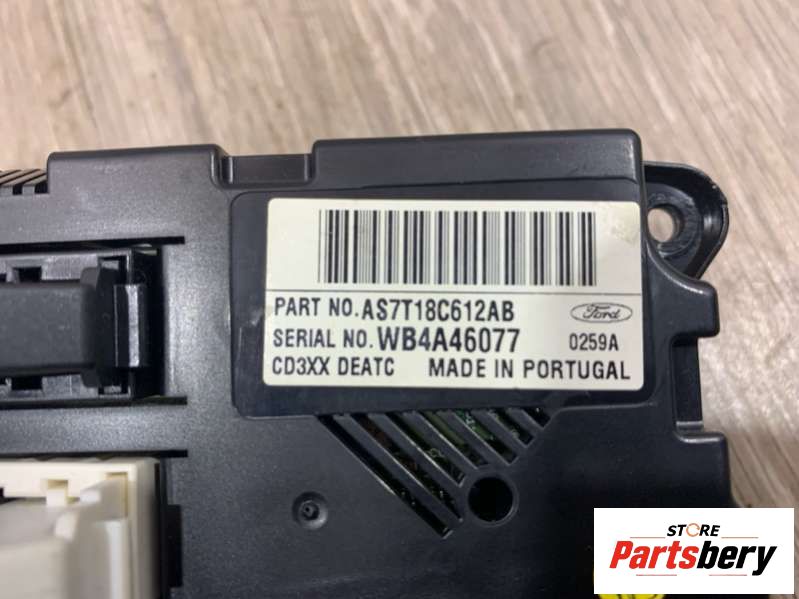 PART NO.AS7T18C612AB
Ford
SERIAL NO.WB4A46077 0259A
CD3XX DEATC MADE IN PORTUGAL
STORE
Partsbery